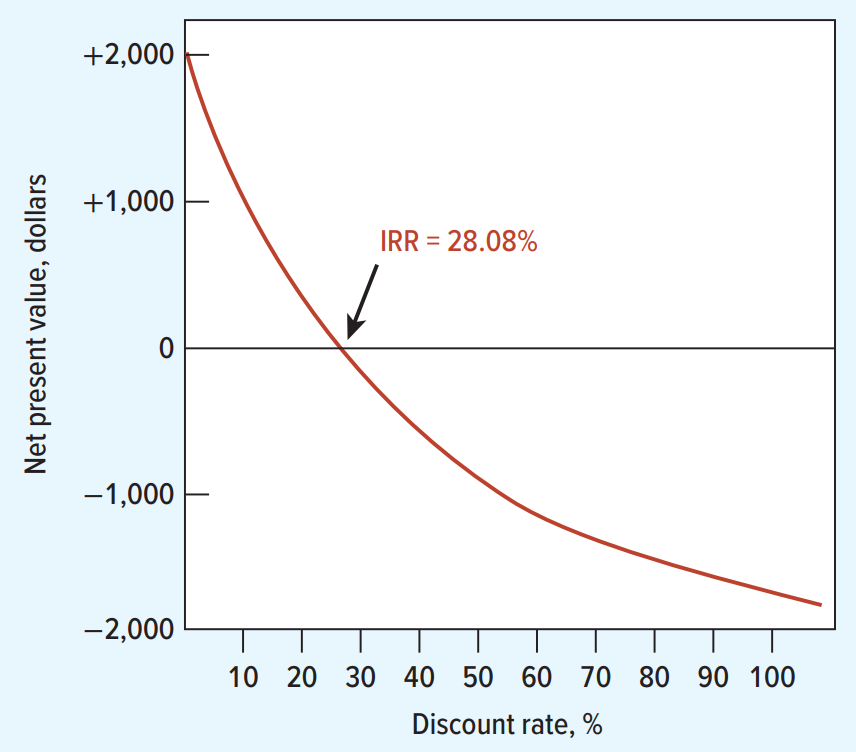 Net present value, dollars
+2,000
+1,000
0
−1,000
−2,000
IRR = 28.08%
10 20 30 40 50 60 70 80 90 100
Discount rate, %